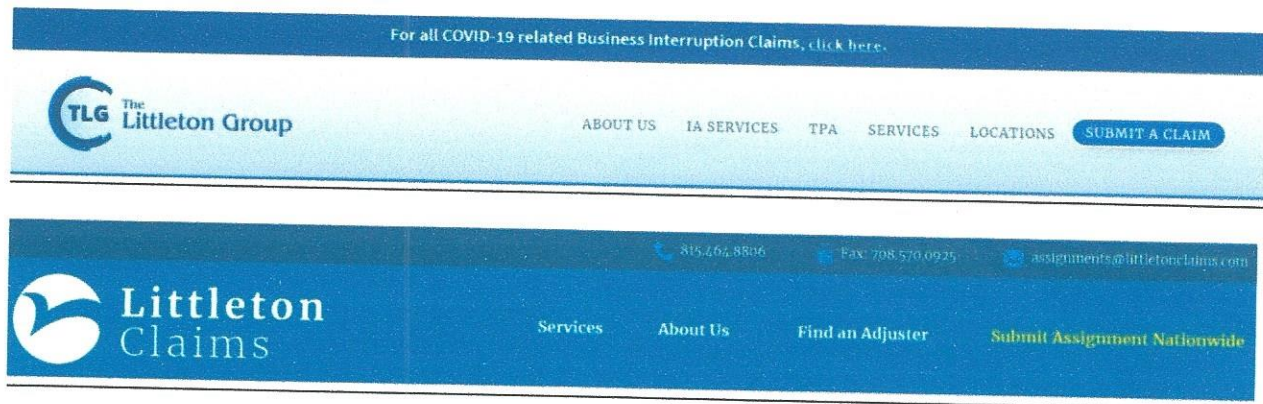 For all COVID-19 related Business Interruption Claims, click here.
TLG The Littleton Group
ABOUT US IA SERVICES TPA SERVICES LOCATIONS SUBMIT A CLAIM
815.464.8806 Fax: 708.570.0925 assignments@littletonclaims.com
Littleton
Claims
Services About Us Find an Adjuster Submit Assignment Nationwide